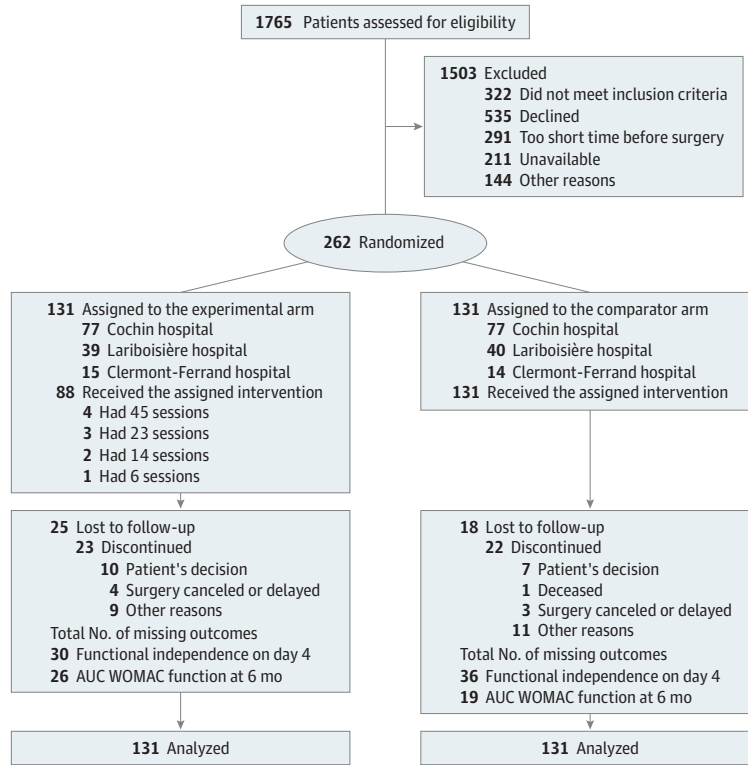 1765 Patients assessed for eligibility
1503 Excluded
322 Did not meet inclusion criteria
535 Declined
291 Too short time before surgery
211 Unavailable
144 Other reasons
262 Randomized
131 Assigned to the experimental arm
77 Cochin hospital
39 Lariboisière hospital
15 Clermont-Ferrand hospital
88 Received the assigned intervention
4 Had 45 sessions
3 Had 23 sessions
2 Had 14 sessions
1 Had 6 sessions
131 Assigned to the comparator arm
77 Cochin hospital
40 Lariboisière hospital
14 Clermont-Ferrand hospital
131 Received the assigned intervention
25 Lost to follow-up
23 Discontinued
10 Patient's decision
4 Surgery canceled or delayed
9 Other reasons
Total No. of missing outcomes
30 Functional independence on day 4
26 AUC WOMAC function at 6 mo
18 Lost to follow-up
22 Discontinued
7 Patient's decision
1 Deceased
3 Surgery canceled or delayed
11 Other reasons
Total No. of missing outcomes
36 Functional independence on day 4
19 AUC WOMAC function at 6 mo
131 Analyzed
131 Analyzed